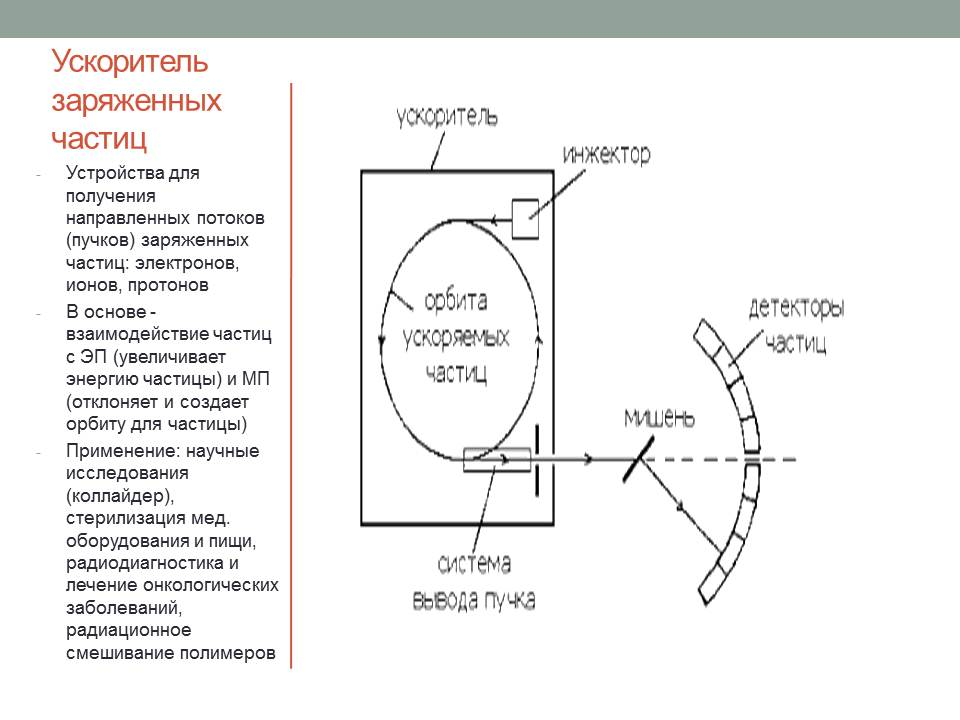 Ускоритель
заряженных
частиц
- Устройства для
получения
направленных потоков
(пучков) заряженных
частиц: электронов,
ионов, протонов
- В основе -
взаимодействие частиц
с ЭП (увеличивает
энергию частицы) и МП
(отклоняет и создает
орбиту для частицы)
- Применение: научные
исследования
(коллайдер),
стерилизация мед.
оборудования и пищи,
радиодиагностика и
лечение онкологических
заболеваний,
радиационное
смешивание полимеров
ускоритель
инжектор
орбита
ускоряемых
частиц
детекторы
частиц
мишень
система
вывода пучка